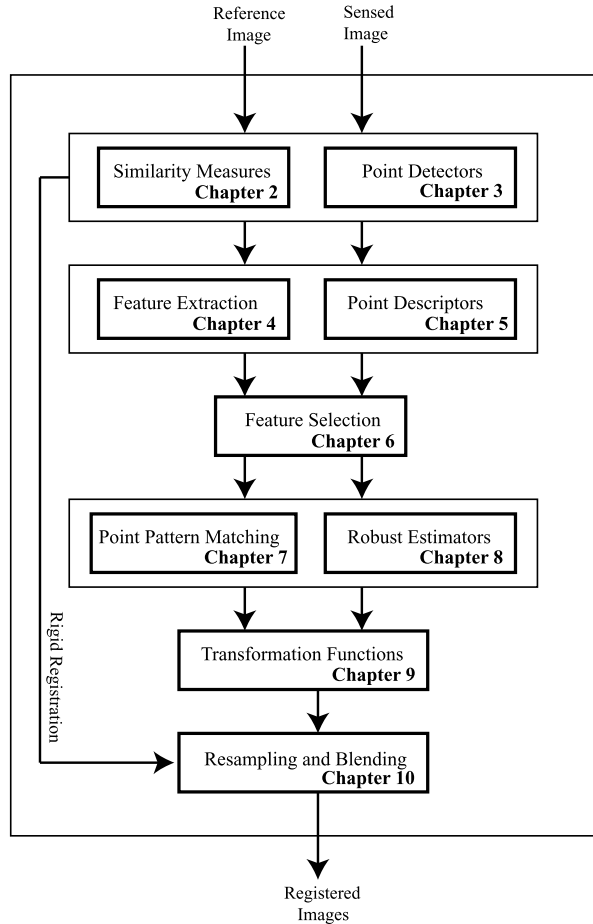 Reference
Image
Sensed
Image
Similarity Measures
Chapter 2
Point Detectors
Chapter 3
Feature Extraction
Chapter 4
Point Descriptors
Chapter 5
Feature Selection
Chapter 6
Point Pattern Matching
Chapter 7
Robust Estimators
Chapter 8
Rigid Registration
Transformation Functions
Chapter 9
Resampling and Blending
Chapter 10
Registered
Images